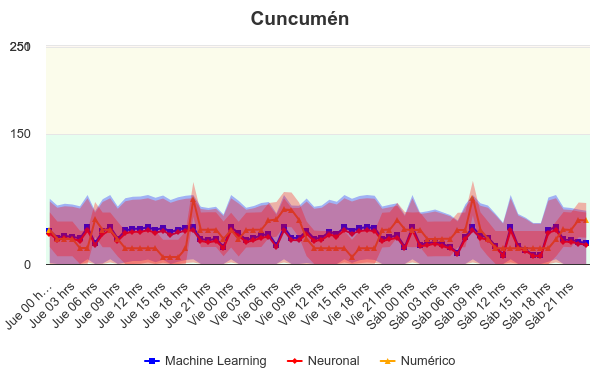 Cuncumén
150
0
Jue 00 h...
Jue 03 hrs
Jue 06 hrs
Jue 09 hrs
Jue 12 hrs
Jue 15 hrs
Jue 18 hrs
Jue 21 hrs
Vie 00 hrs
Vie 03 hrs
Vie 06 hrs
Vie 09 hrs
Vie 12 hrs
Vie 15 hrs
Vie 18 hrs
Vie 21 hrs
Sáb 00 hrs
Sáb 03 hrs
Sáb 06 hrs
Sáb 09 hrs
Sáb 12 hrs
Sáb 15 hrs
Sáb 18 hrs
Sáb 21 hrs
Machine Learning Neuronal Numérico